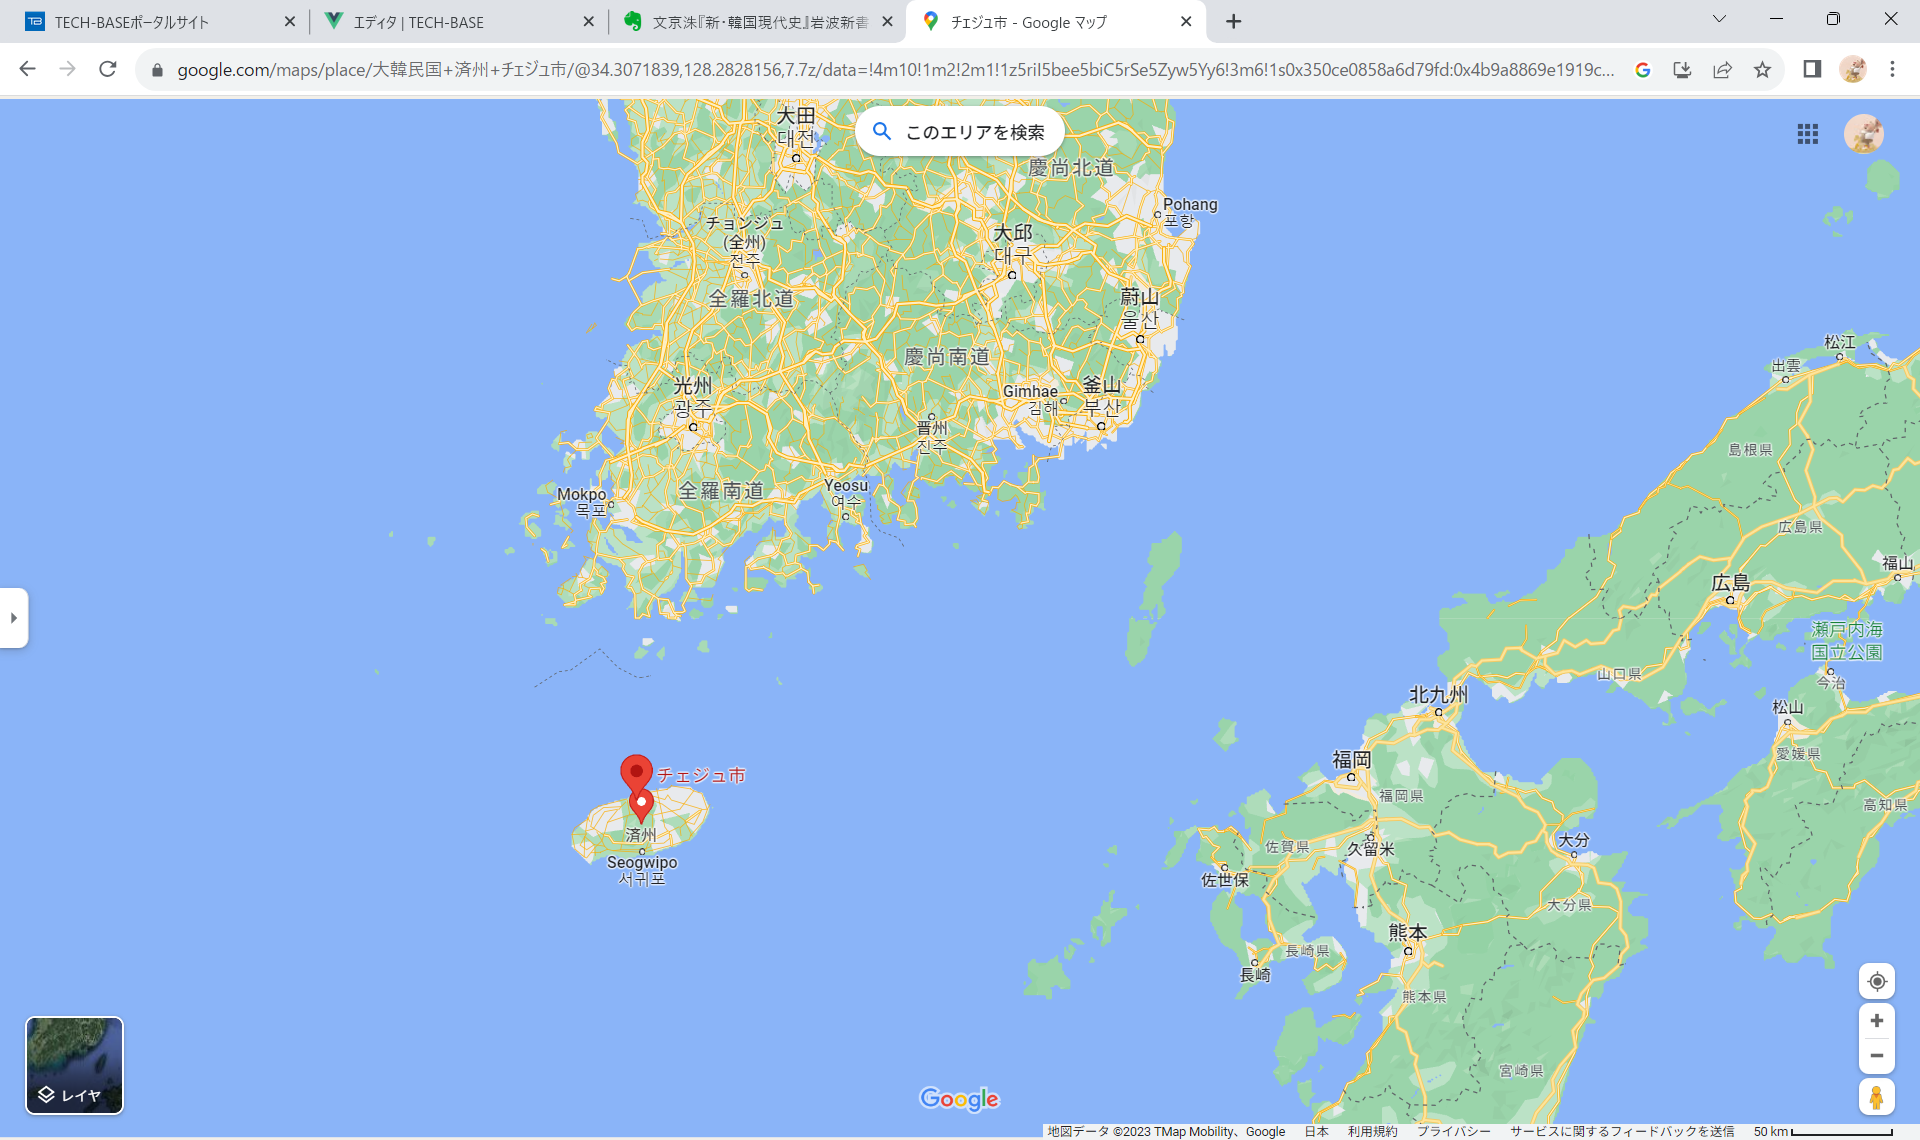 TECH-BASEポータルサイト
エディタ | TECH-BASE
文京洙『新・韓国現代史』岩波新書
チェジュ市 - Google マップ
google.com/maps/place/大韓民国+済州+チェジュ市/@34.3071839,128.2828156,7.7z/data=!4m10!1m2!2m1!1z5riI5bee5biC5rSe5Zyw5Yy6!3m6!1s0x350ce0858a6d79fd:0x4b9a8869e1919c...
このエリアを検索
大田
대전
慶尚北道
Pohang
포항
チョンジュ
(全州)
전주
大邱
대구
全羅北道
蔚山
울산
慶尚南道
光州
광주
Gimhae
김해
釜山
부산
晋州
진주
松江
出雲
島根県
Mokpo
목포
全羅南道
Yeosu
여수
広島県
福山
広島
瀬戸内海
国立公園
山口県
今治
北九州
松山
愛媛県
福岡
チェジュ市
福岡県
高知県
済州
Seogwipo
서귀포
佐賀県
久留米
大分
佐世保
大分県
熊本
長崎県
長崎
熊本県
宮崎県
レイヤ
Google
地図データ ©2023 TMap Mobility、Google
日本
利用規約
プライバシー
サービスに関するフィードバックを送信
50 km